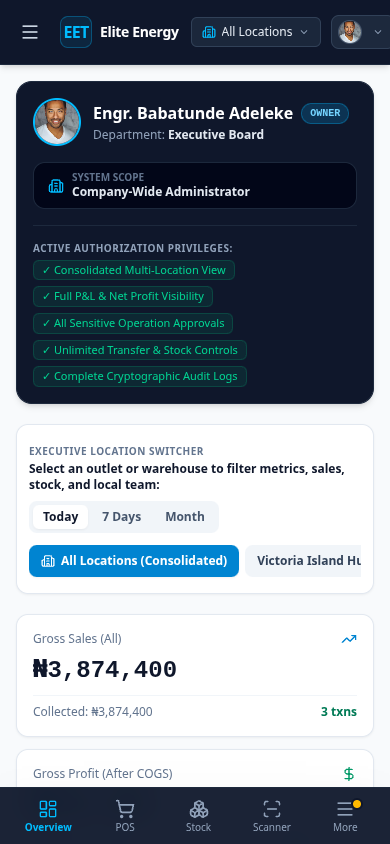 EET Elite Energy All Locations
Engr. Babatunde Adeleke OWNER
Department: Executive Board
SYSTEM SCOPE
Company-Wide Administrator
ACTIVE AUTHORIZATION PRIVILEGES:
✓ Consolidated Multi-Location View
✓ Full P&L & Net Profit Visibility
✓ All Sensitive Operation Approvals
✓ Unlimited Transfer & Stock Controls
✓ Complete Cryptographic Audit Logs
EXECUTIVE LOCATION SWITCHER
Select an outlet or warehouse to filter metrics, sales,
stock, and local team:
Today 7 Days Month
All Locations (Consolidated) Victoria Island Hu
Gross Sales (All)
₦3,874,400
Collected: ₦3,874,400 3 txns
Gross Profit (After COGS)
Overview POS Stock Scanner More